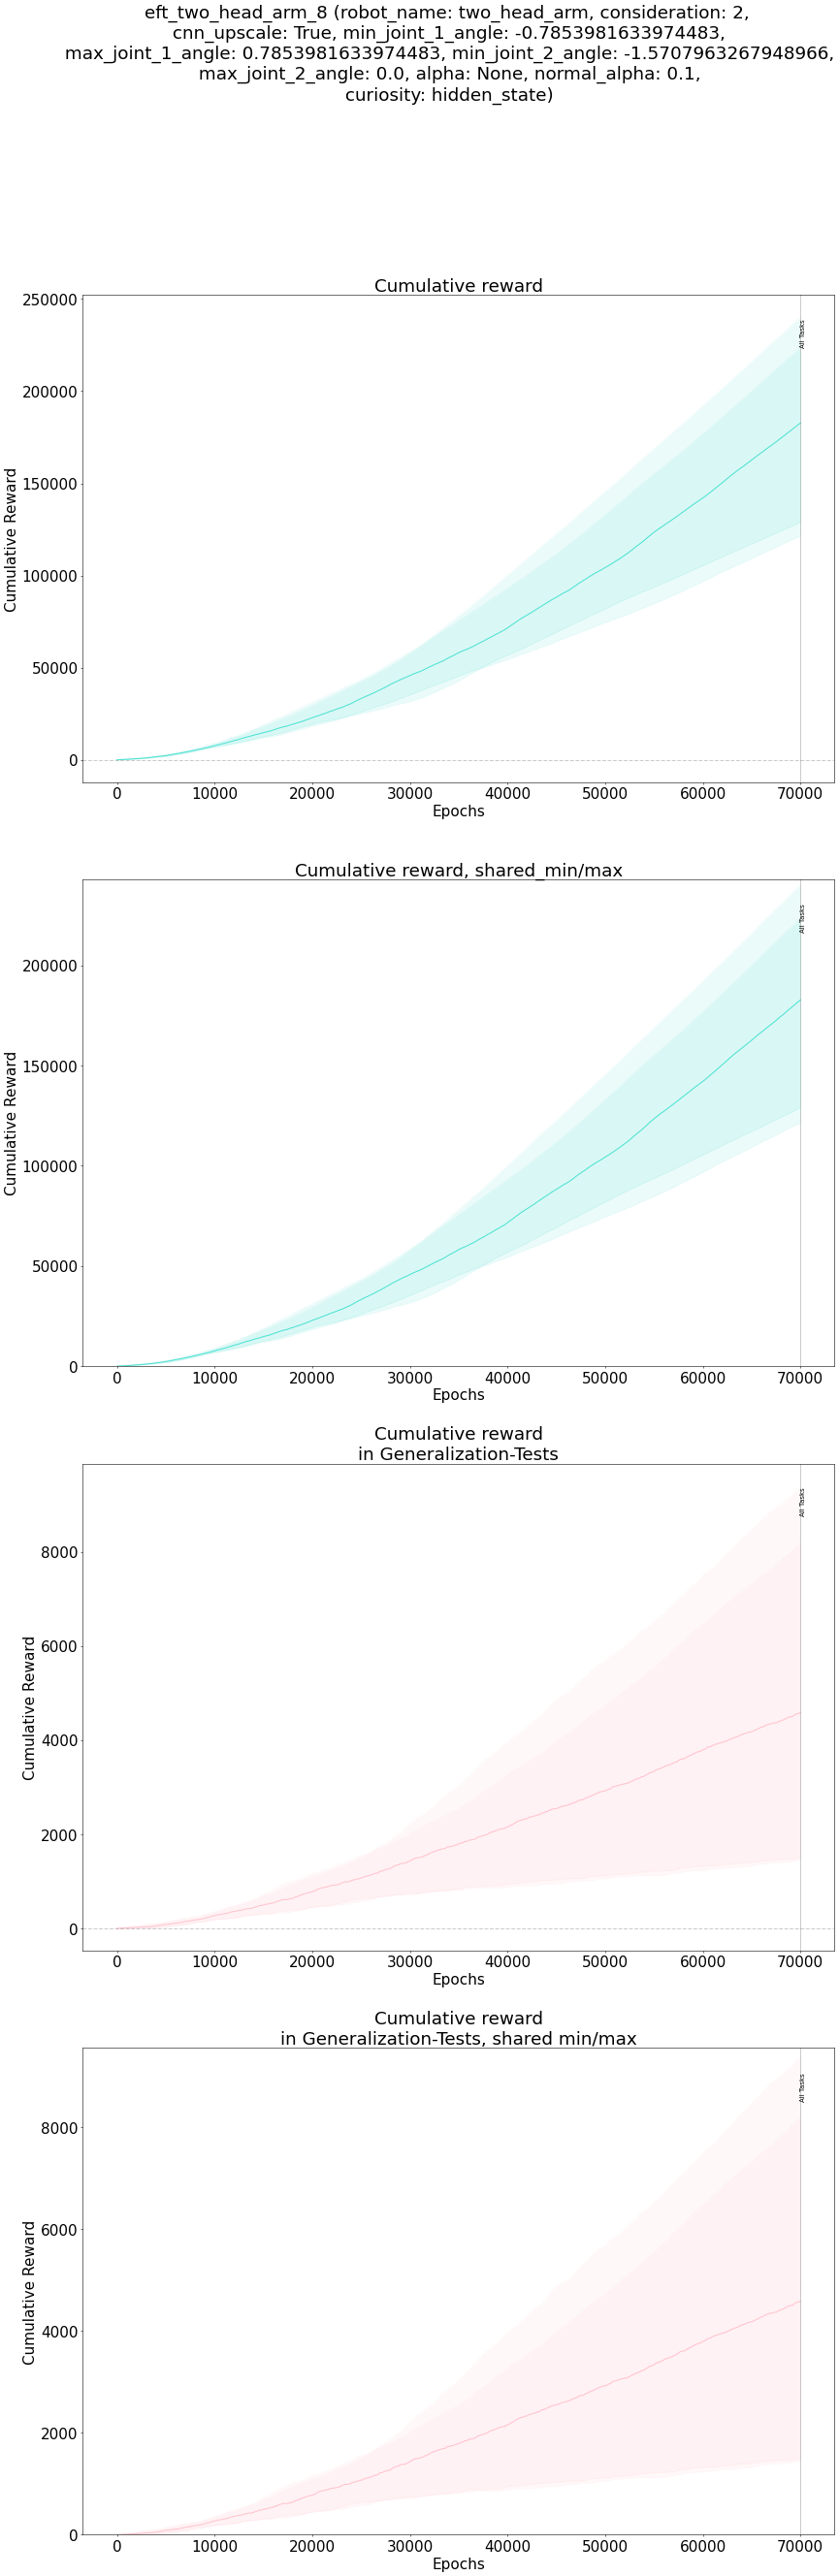 eft_two_head_arm_8 (robot_name: two_head_arm, consideration: 2,
cnn_upscale: True, min_joint_1_angle: -0.7853981633974483,
max_joint_1_angle: 0.7853981633974483, min_joint_2_angle: -1.5707963267948966,
max_joint_2_angle: 0.0, alpha: None, normal_alpha: 0.1,
curiosity: hidden_state)
Cumulative reward
250000
200000
150000
100000
50000
0
Cumulative Reward
All Tasks
0 10000 20000 30000 40000 50000 60000 70000
Epochs
Cumulative reward, shared_min/max
200000
150000
100000
50000
0
Cumulative Reward
All Tasks
0 10000 20000 30000 40000 50000 60000 70000
Epochs
Cumulative reward
in Generalization-Tests
8000
6000
4000
2000
0
Cumulative Reward
All Tasks
0 10000 20000 30000 40000 50000 60000 70000
Epochs
Cumulative reward
in Generalization-Tests, shared min/max
8000
6000
4000
2000
0
Cumulative Reward
All Tasks
0 10000 20000 30000 40000 50000 60000 70000
Epochs